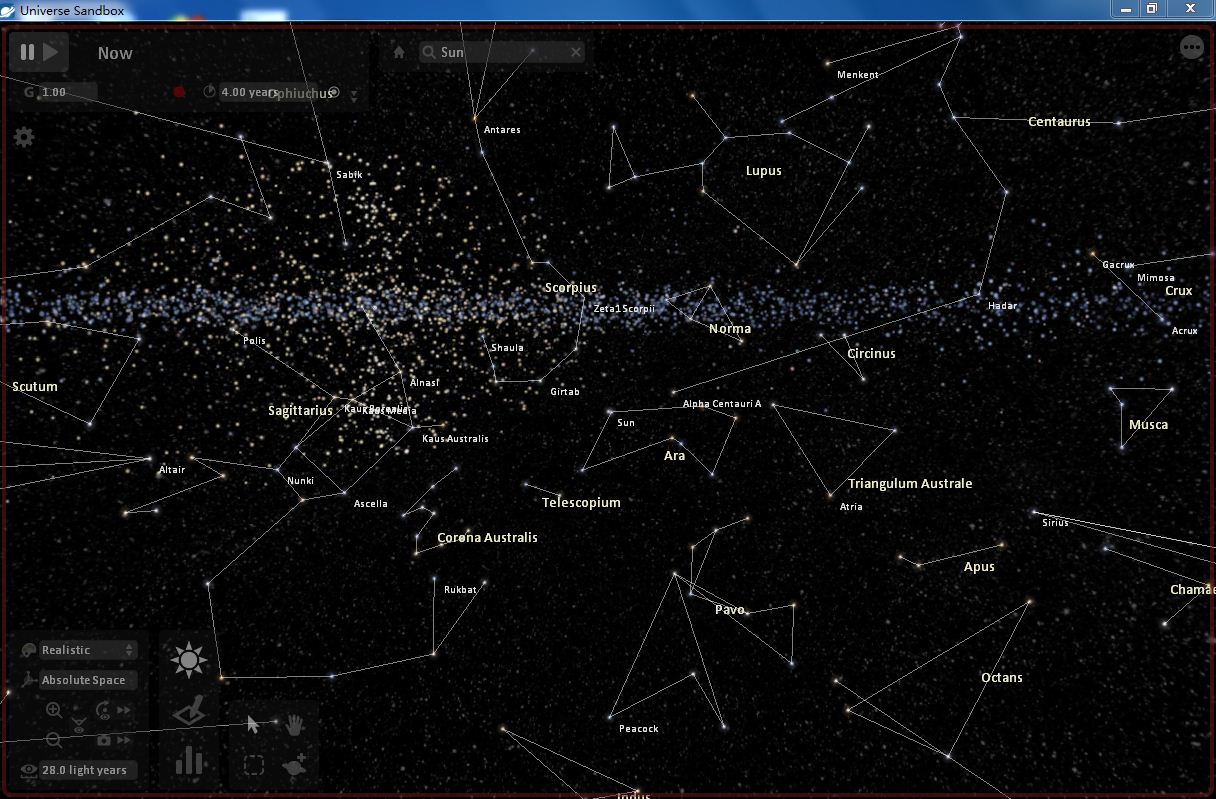 Universe Sandbox
Now
Sun
G 1.00
4.00 years
Ophiuchus
Menkent
Antares
Centaurus
Sabik
Lupus
Gacrux
Mimosa
Scorpius
Crux
Zeta1Scorpii
Hadar
Norma
Acrux
Polis
Shaula
Circinus
Scutum
Alnasl
Girtab
Sagittarius
Kaus Borealis
Kaus Media
Alpha Centauri A
Sun
Musca
Kaus Australis
Ara
Altair
Nunki
Triangulum Australe
Ascella
Telescopium
Atria
Sirius
Corona Australis
Apus
Rukbat
Chamae
Pavo
Realistic
Absolute Space
Octans
Peacock
28.0 light years
Indus